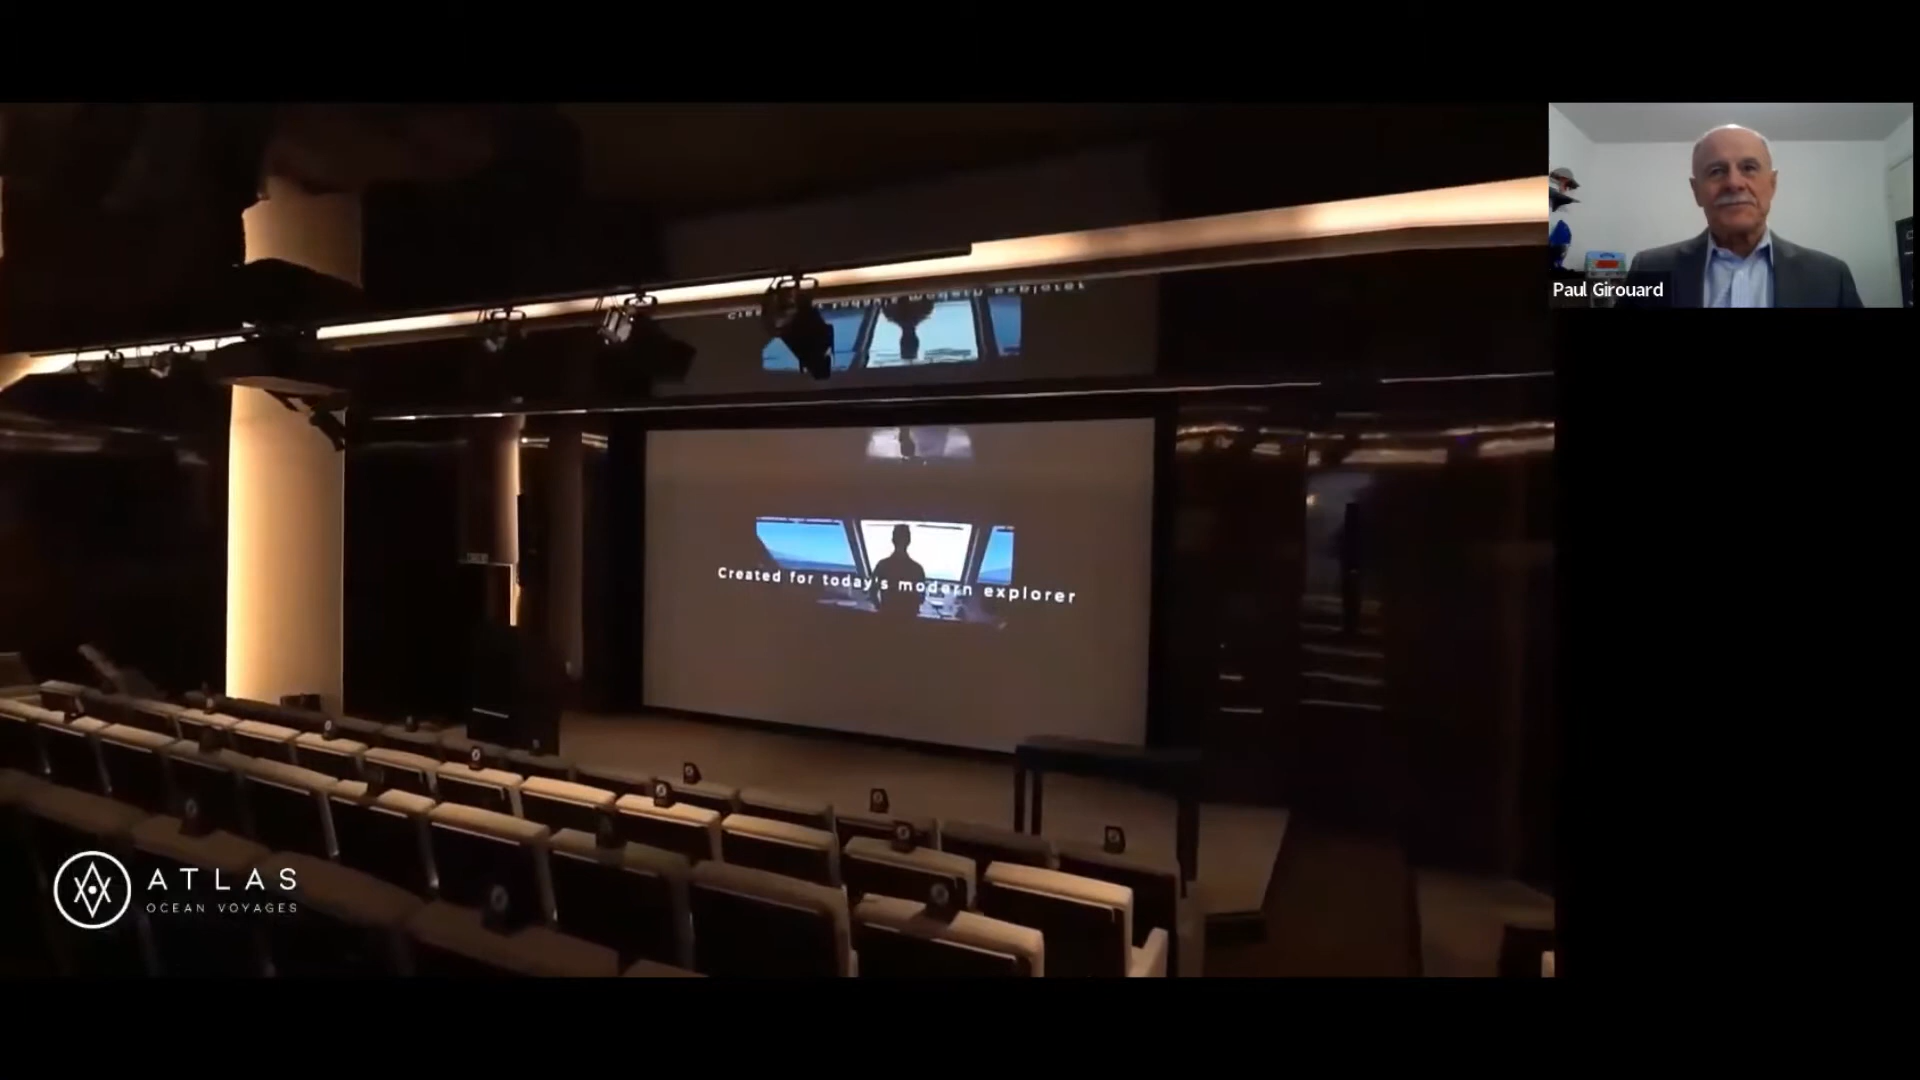 Paul Girouard
Created for today's modern explorer
ATLAS
OCEAN VOYAGES